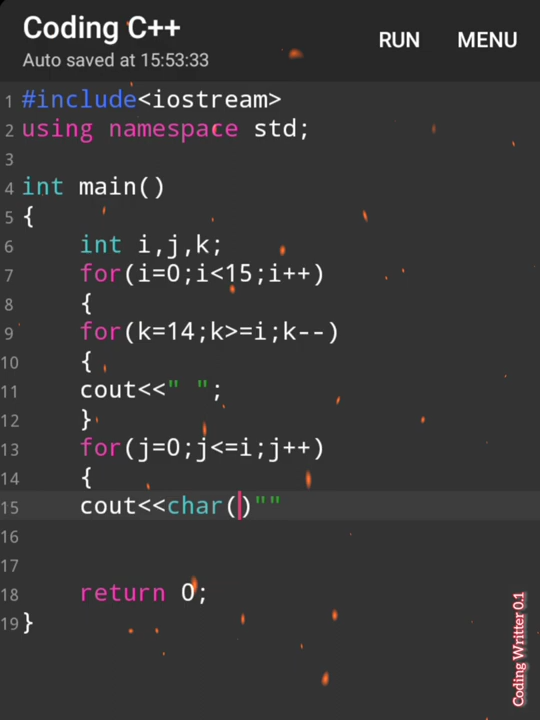 Coding C++
Auto saved at 15:53:33
RUN
MENU
1 #include<iostream>
2 using namespace std;
3
4 int main()
5 {
6 int i,j,k;
7 for(i=0;i<15;i++)
8 {
9 for(k=14;k>=i;k--)
10 {
11 cout<<" ";
12 }
13 for(j=0;j<=i;j++)
14 {
15 cout<<char()""
16
17
18 return 0;
19 }
Coding Writter 0.1